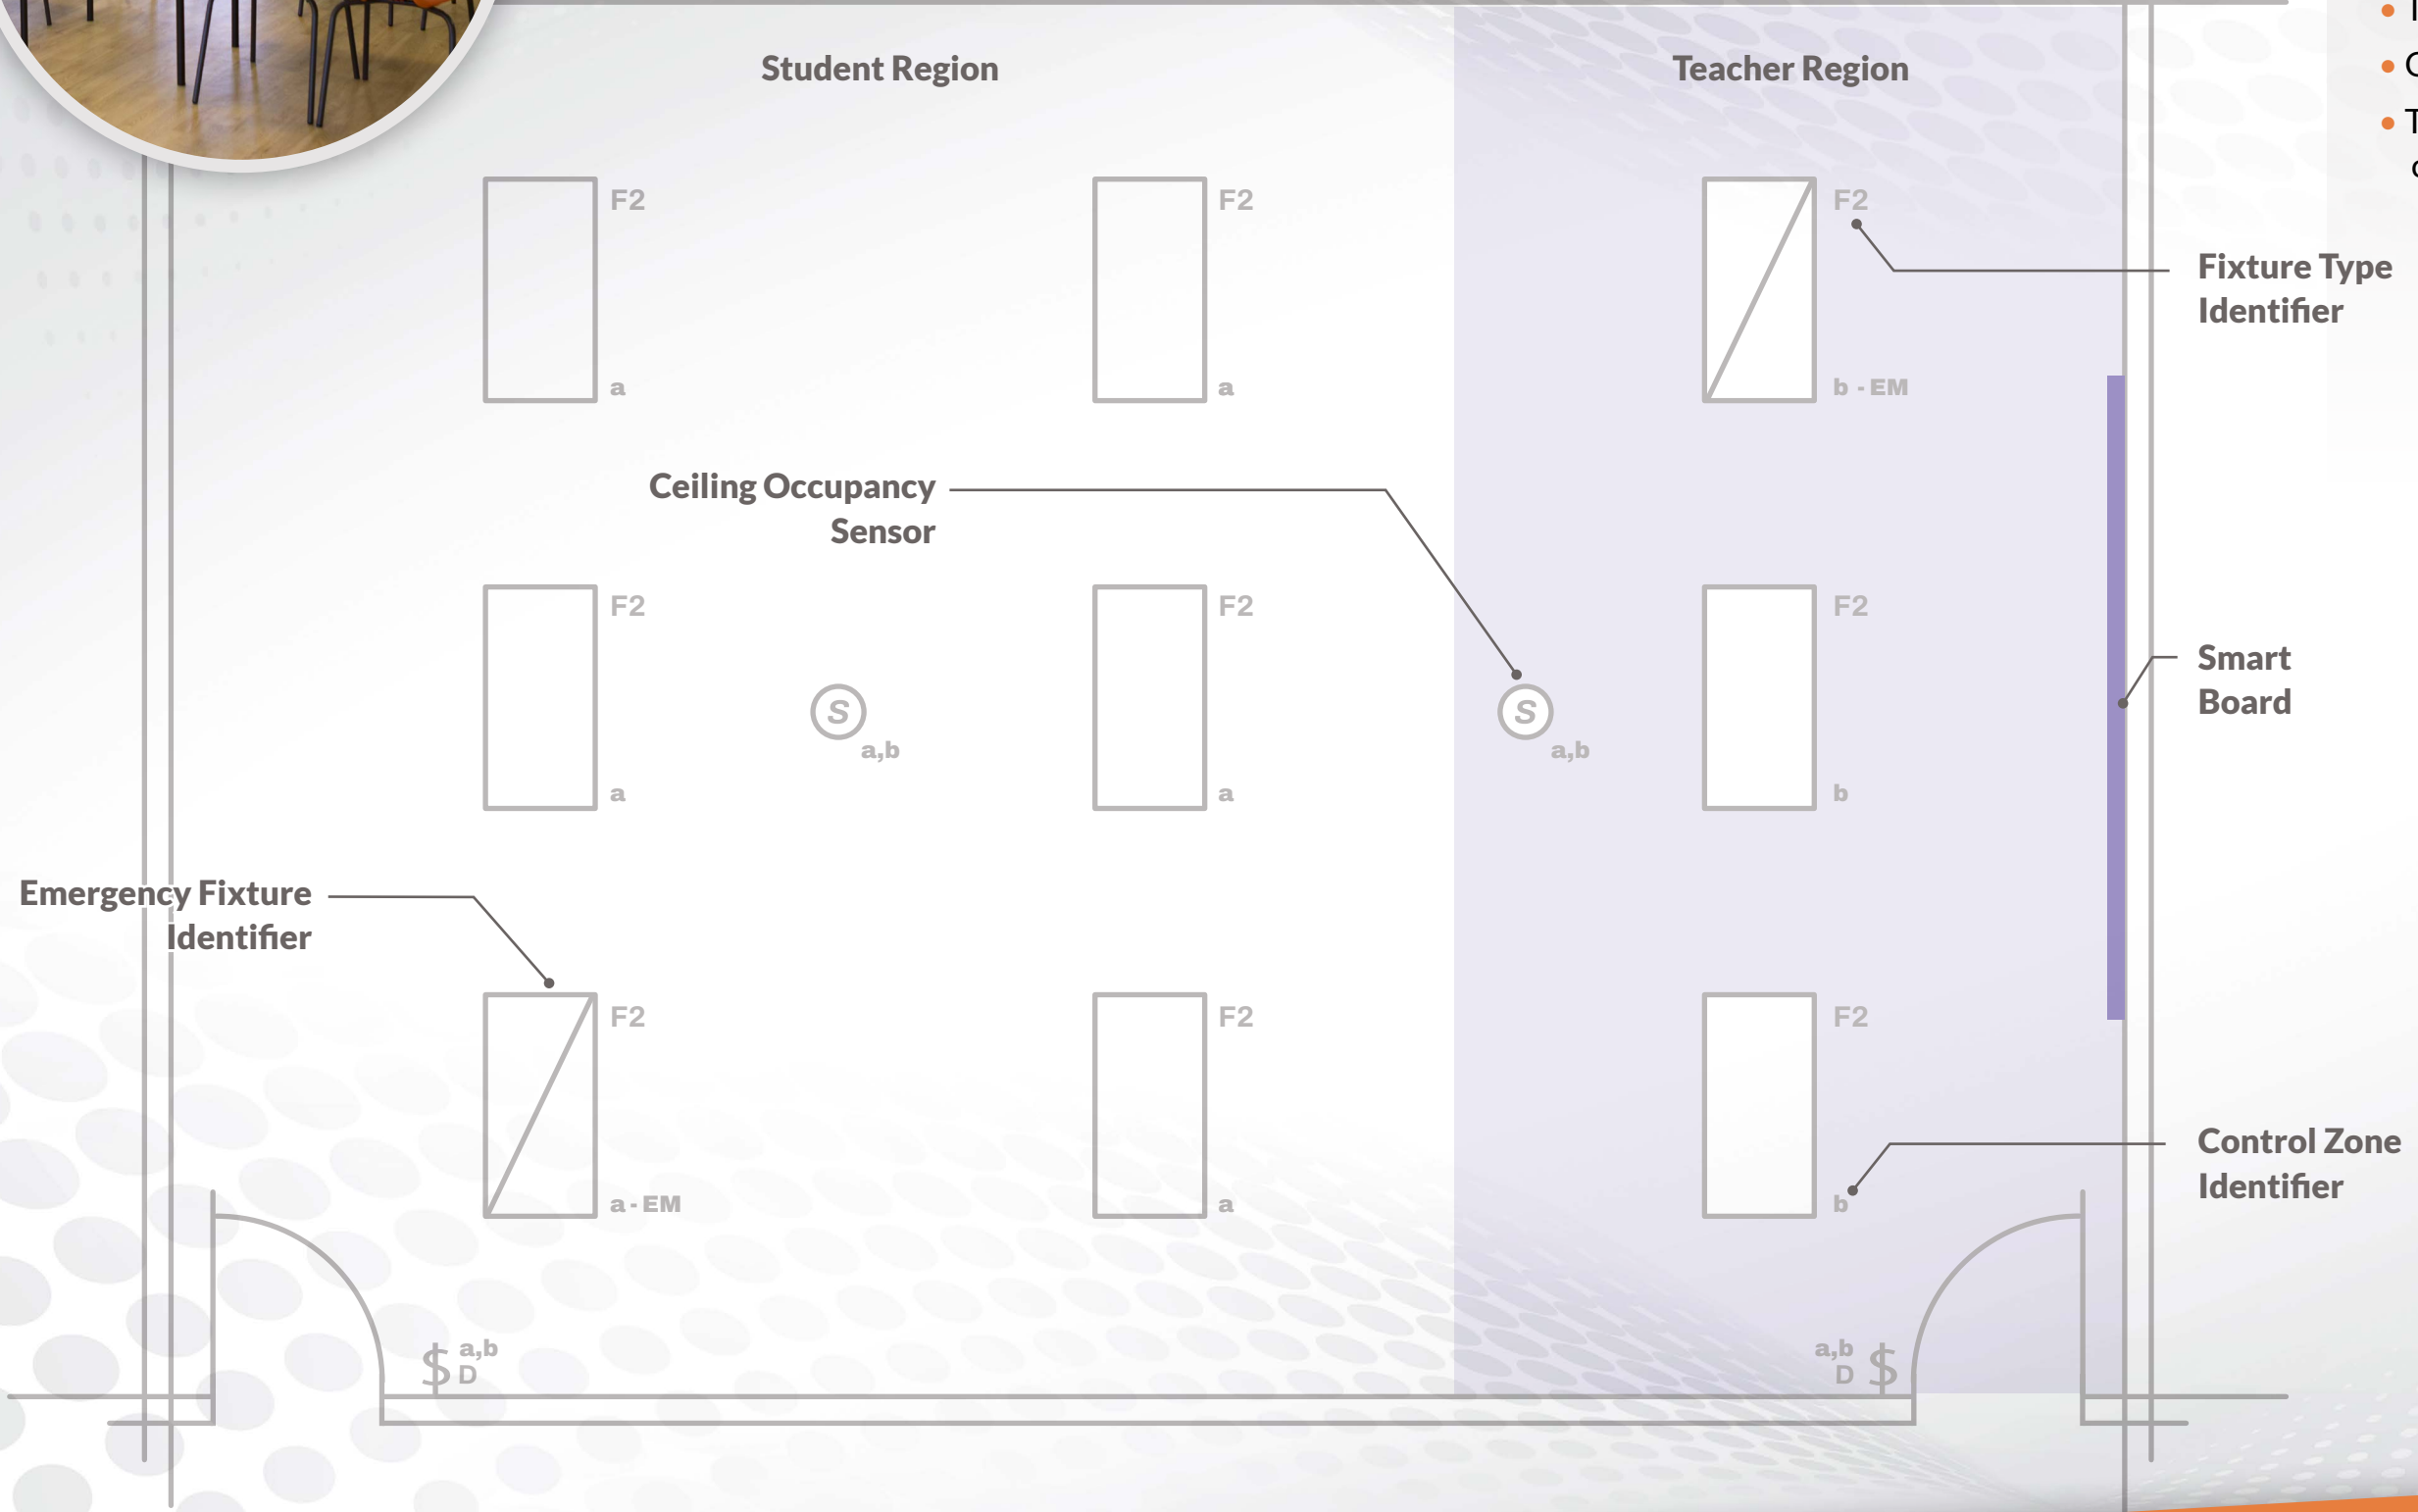 Student Region
Teacher Region
F2
F2
F2
Fixture Type
Identifier
a
a
b - EM
Ceiling Occupancy
Sensor
F2
F2
F2
Smart
Board
S
a,b
S
a,b
a
a
b
Emergency Fixture
Identifier
F2
F2
F2
Control Zone
Identifier
a - EM
a
b
$ a,b
D
a,b
D $